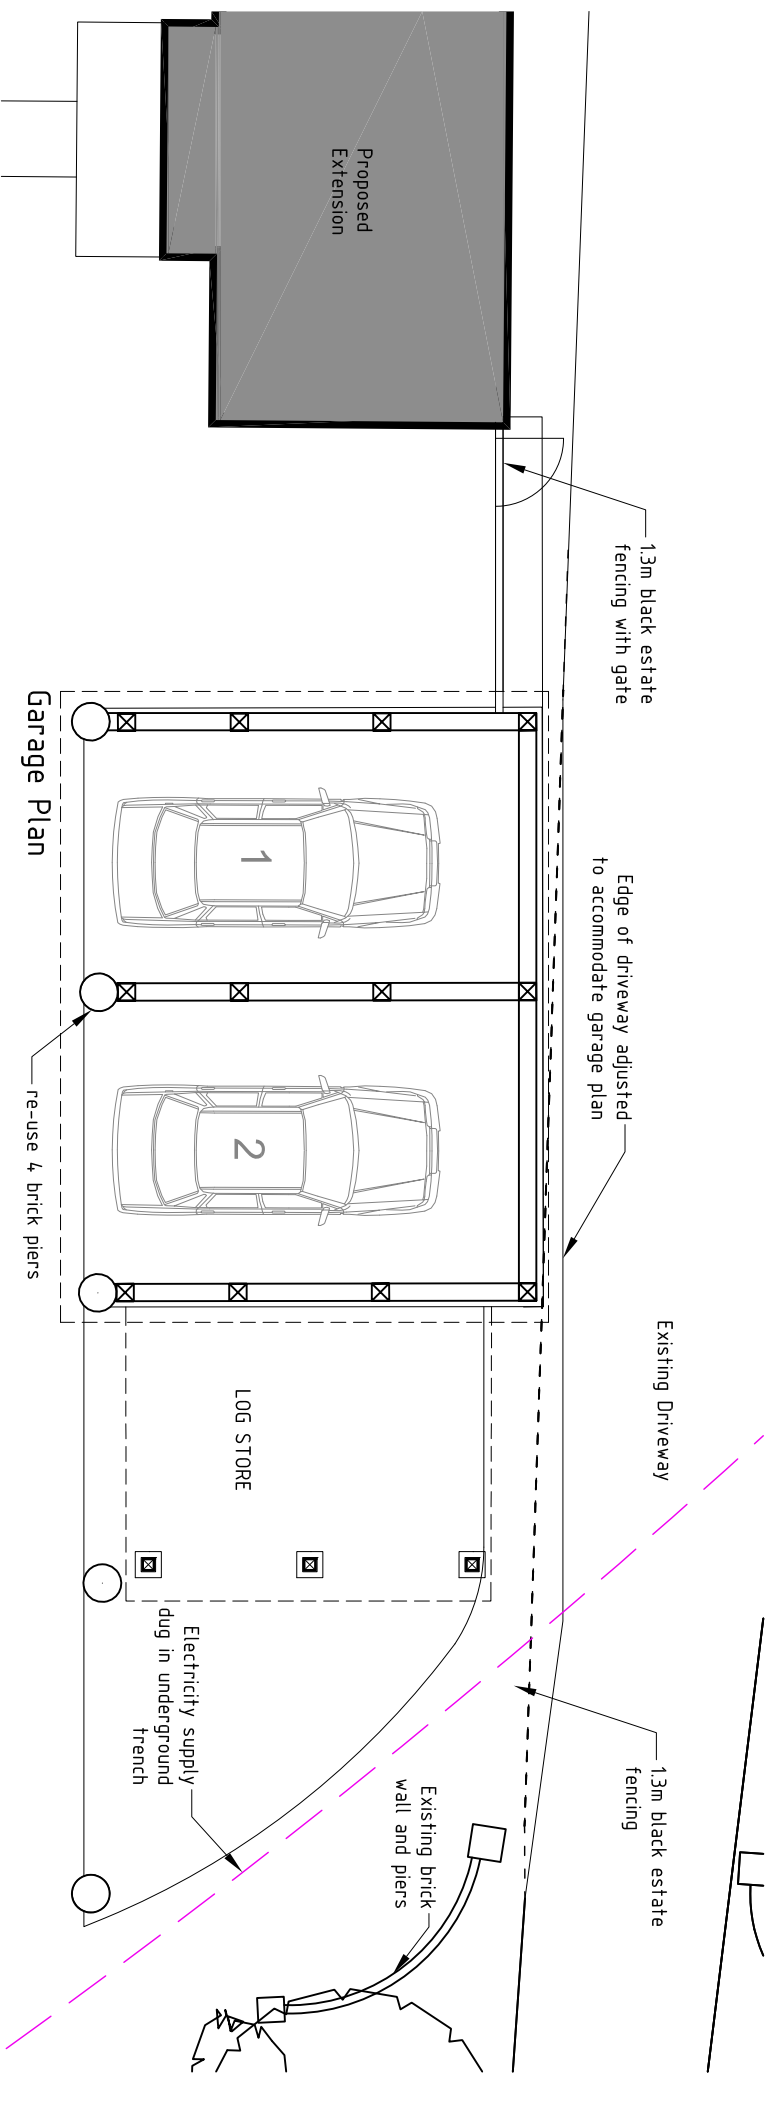 Proposed
Extension
1.3m black estate
fencing with gate
Garage Plan
1
Edge of driveway adjusted
to accommodate garage plan
re-use 4 brick piers
2
Existing Driveway
LOG STORE
Electricity supply
dug in underground
trench
1.3m black estate
fencing
Existing brick
wall and piers